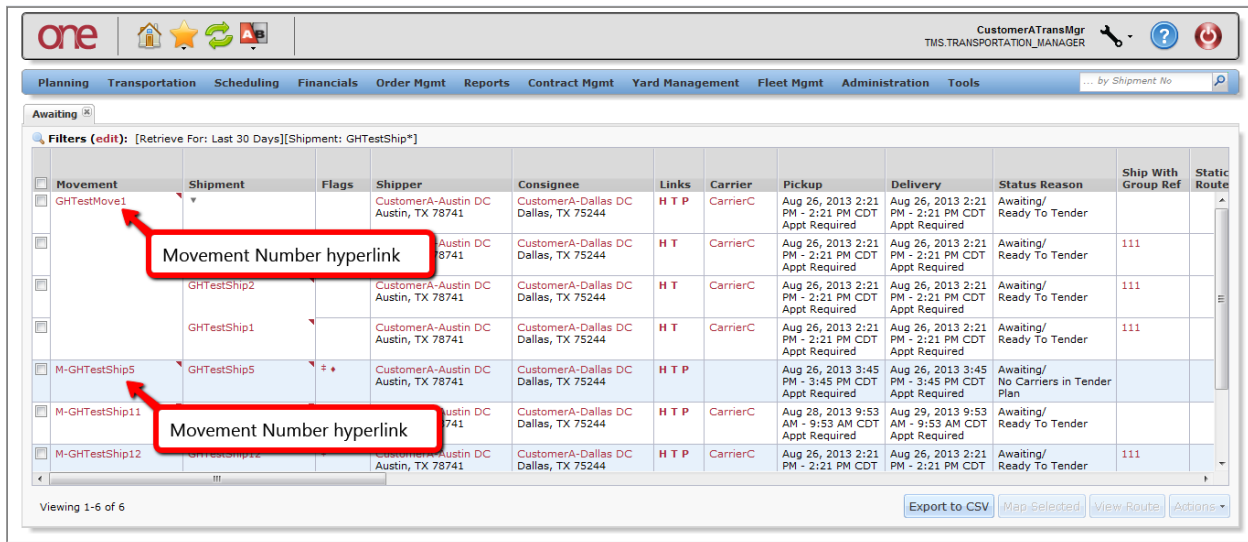 one
AB
CustomerATransMgr
TMS.TRANSPORTATION_MANAGER
?
Planning Transportation Scheduling Financials Order Mgmt Reports Contract Mgmt Yard Management Fleet Mgmt Administration Tools ... by Shipment No
Awaiting
Filters (edit): [Retrieve For: Last 30 Days][Shipment: GHTestShip*]
Ship With Static
Movement Shipment Flags Shipper Consignee Links Carrier Pickup Delivery Status Reason Group Ref Route
GHTestMove1 CustomerA-Austin DC CustomerA-Dallas DC H T P CarrierC Aug 26, 2013 2:21 Aug 26, 2013 2:21 Awaiting/
Austin, TX 78741 Dallas, TX 75244 PM - 2:21 PM CDT PM - 2:21 PM CDT Ready To Tender
Appt Required Appt Required
Movement Number hyperlink
Austin DC CustomerA-Dallas DC H T CarrierC Aug 26, 2013 2:21 Aug 26, 2013 2:21 Awaiting/ 111
78741 Dallas, TX 75244 PM - 2:21 PM CDT PM - 2:21 PM CDT Ready To Tender
Appt Required Appt Required
GHTestShip2 CustomerA-Austin DC CustomerA-Dallas DC H T CarrierC Aug 26, 2013 2:21 Aug 26, 2013 2:21 Awaiting/ 111
Austin, TX 78741 Dallas, TX 75244 PM - 2:21 PM CDT PM - 2:21 PM CDT Ready To Tender
Appt Required Appt Required
GHTestShip1 CustomerA-Austin DC CustomerA-Dallas DC H T CarrierC Aug 26, 2013 2:21 Aug 26, 2013 2:21 Awaiting/ 111
Austin, TX 78741 Dallas, TX 75244 PM - 2:21 PM CDT PM - 2:21 PM CDT Ready To Tender
Appt Required Appt Required
M-GHTestShip5 GHTestShip5 CustomerA-Austin DC CustomerA-Dallas DC H T P Aug 26, 2013 3:45 Aug 26, 2013 3:45 Awaiting/
Austin, TX 78741 Dallas, TX 75244 PM - 3:45 PM CDT PM - 3:45 PM CDT No Carriers in Tender
Appt Required Appt Required Plan
M-GHTestShip11 Austin DC CustomerA-Dallas DC H T P CarrierC Aug 28, 2013 9:53 Aug 29, 2013 9:53 Awaiting/
741 Dallas, TX 75244 AM - 9:53 AM CDT AM - 9:53 AM CDT Ready To Tender
Appt Required Appt Required
Movement Number hyperlink
M-GHTestShip12 GHTestShip12 CustomerA-Austin DC CustomerA-Dallas DC H T P CarrierC Aug 26, 2013 2:21 Aug 26, 2013 2:21 Awaiting/ 111
Austin, TX 78741 Dallas, TX 75244 PM - 2:21 PM CDT PM - 2:21 PM CDT Ready To Tender
Viewing 1-6 of 6 Export to CSV Map Selected View Route Actions